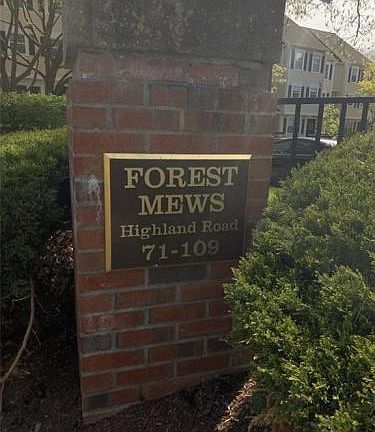 FOREST
MEWS
Highland Road
71-109